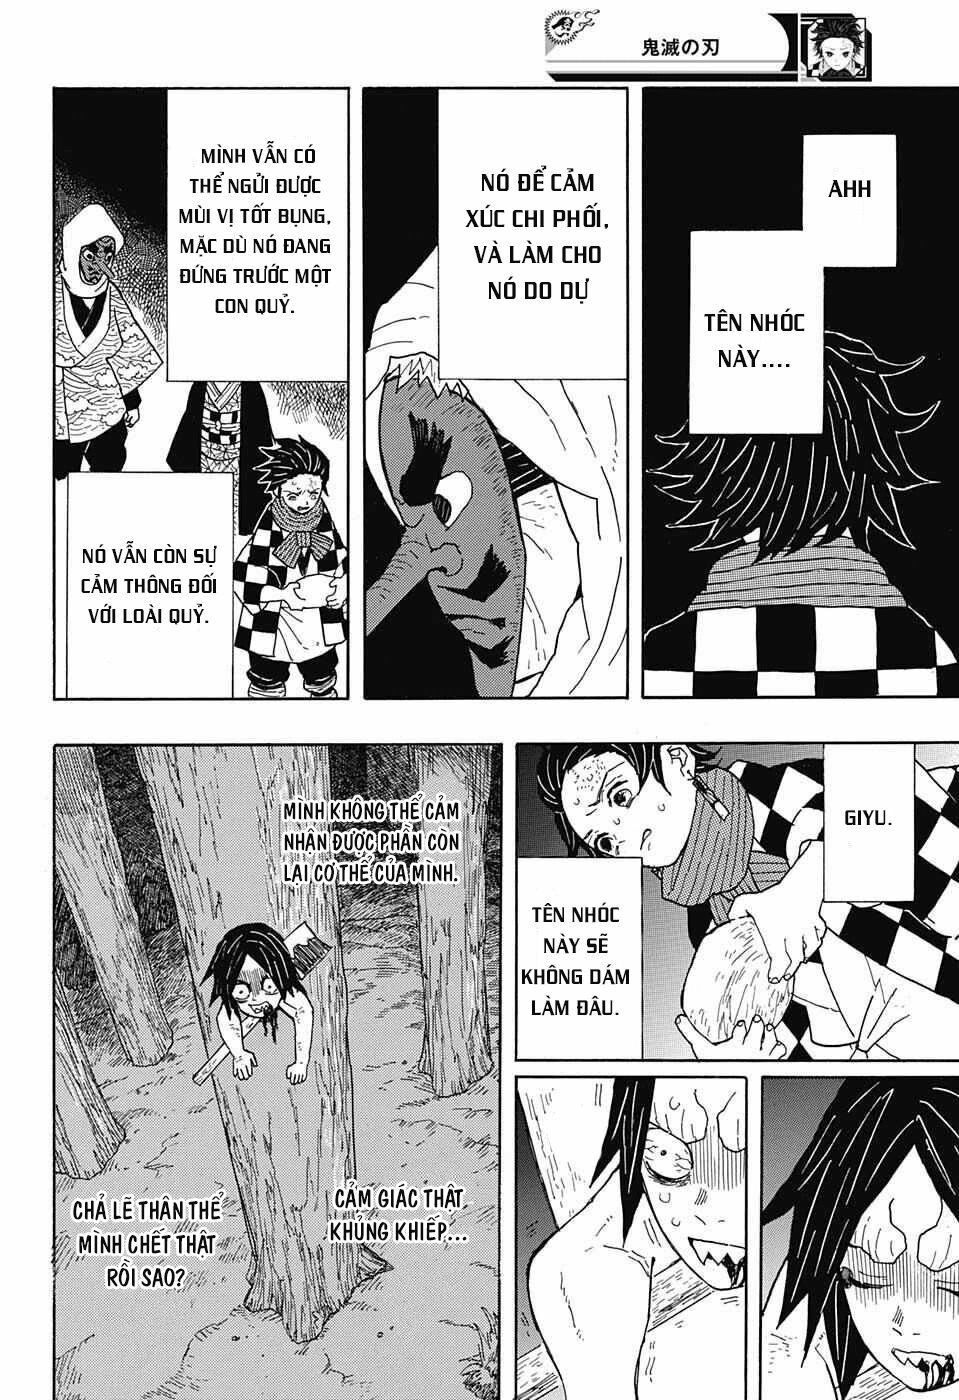 鬼滅の刃
AHH
TÊN NHÓC
NÀY....
NÓ ĐỂ CẢM
XÚC CHI PHỐI,
VÀ LÀM CHO
NÓ DO DỰ
MÌNH VẪN CÓ
THỂ NGỬI ĐƯỢC
MÙI VỊ TỐT BỤNG,
MẶC DÙ NÓ ĐANG
ĐỨNG TRƯỚC MỘT
CON QUỶ.
NÓ VẪN CÒN SỰ
CẢM THÔNG ĐỐI
VỚI LOÀI QUỶ.
GIYU.
TÊN NHÓC
NÀY SẼ
KHÔNG DÁM
LÀM ĐÂU.
MÌNH KHÔNG THỂ CẢM
NHẬN ĐƯỢC PHẦN CÒN
LẠI CƠ THỂ CỦA MÌNH.
CẢM GIÁC THẬT
KHỦNG KHIẾP...
CHẢ LẼ THÂN THỂ
MÌNH CHẾT THẬT
RỒI SAO?